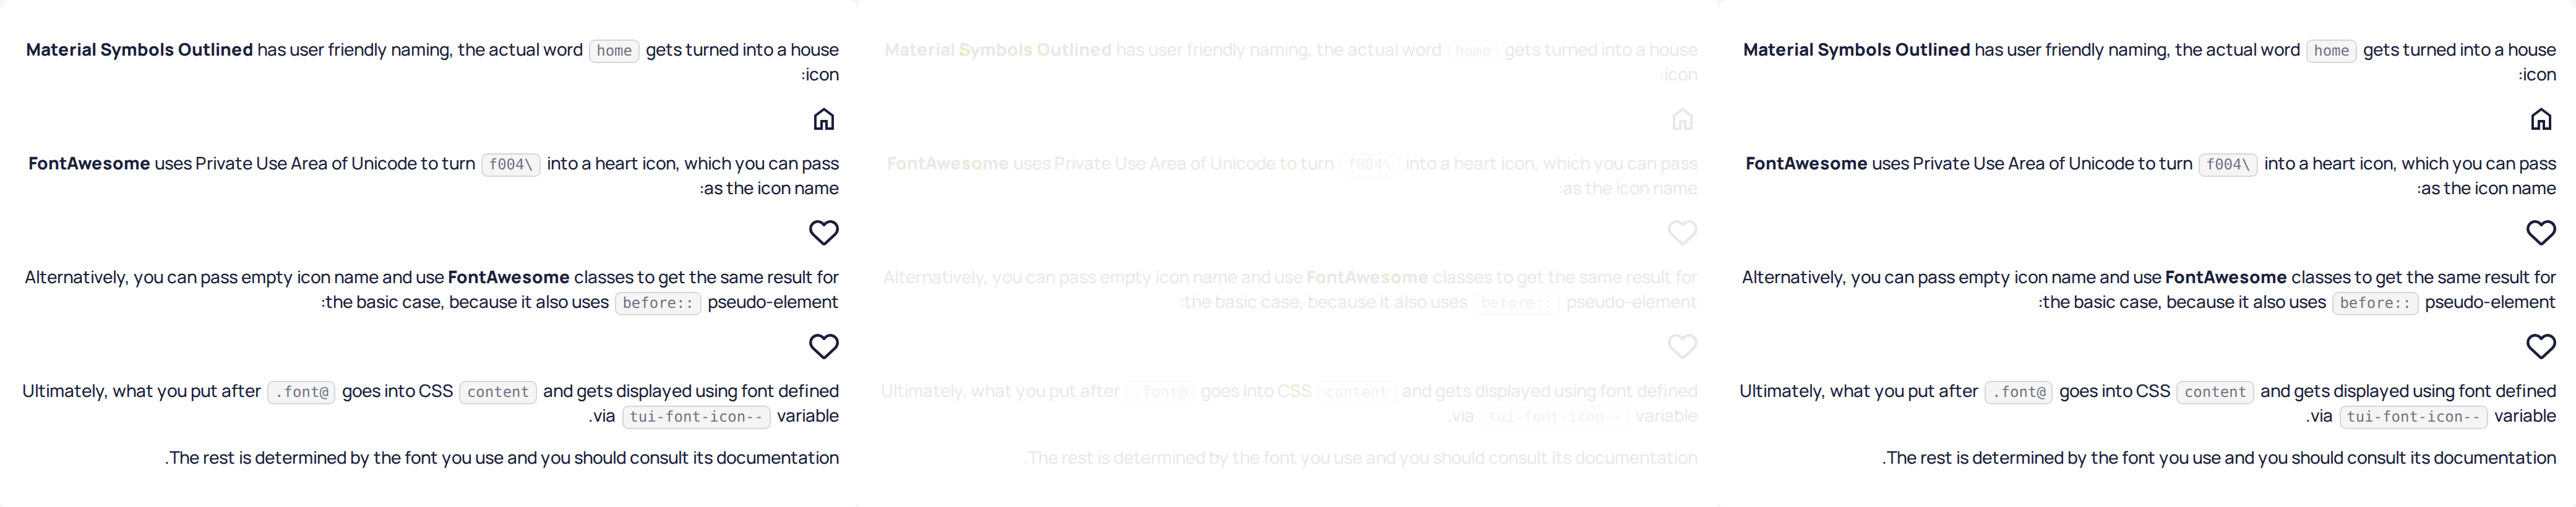 Material Symbols Outlined has user friendly naming, the actual word home gets turned into a house
:icon
FontAwesome uses Private Use Area of Unicode to turn f004\ into a heart icon, which you can pass
:as the icon name
Alternatively, you can pass empty icon name and use FontAwesome classes to get the same result for
:the basic case, because it also uses before:: pseudo-element
Ultimately, what you put after .font@ goes into CSS content and gets displayed using font defined
.via tui-font-icon-- variable
.The rest is determined by the font you use and you should consult its documentation
Material Symbols Outlined has user friendly naming, the actual word home gets turned into a house
:icon
FontAwesome uses Private Use Area of Unicode to turn f004\ into a heart icon, which you can pass
:as the icon name
Alternatively, you can pass empty icon name and use FontAwesome classes to get the same result for
:the basic case, because it also uses before:: pseudo-element
Ultimately, what you put after .font@ goes into CSS content and gets displayed using font defined
.via tui-font-icon-- variable
.The rest is determined by the font you use and you should consult its documentation
Material Symbols Outlined has user friendly naming, the actual word home gets turned into a house
:icon
FontAwesome uses Private Use Area of Unicode to turn f004\ into a heart icon, which you can pass
:as the icon name
Alternatively, you can pass empty icon name and use FontAwesome classes to get the same result for
:the basic case, because it also uses before:: pseudo-element
Ultimately, what you put after .font@ goes into CSS content and gets displayed using font defined
.via tui-font-icon-- variable
.The rest is determined by the font you use and you should consult its documentation